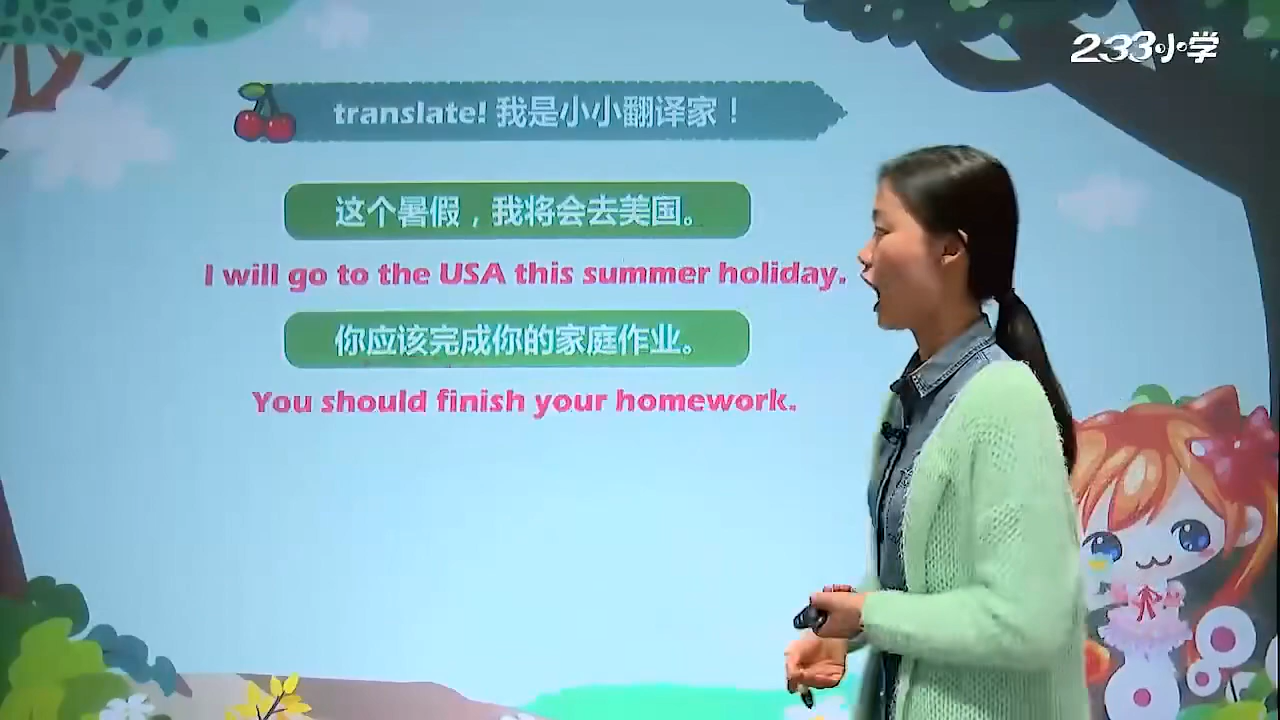 233小学
translate! 我是小小翻译家！
这个暑假，我将会去美国。
I will go to the USA this summer holiday.
你应该完成你的家庭作业。
You should finish your homework.